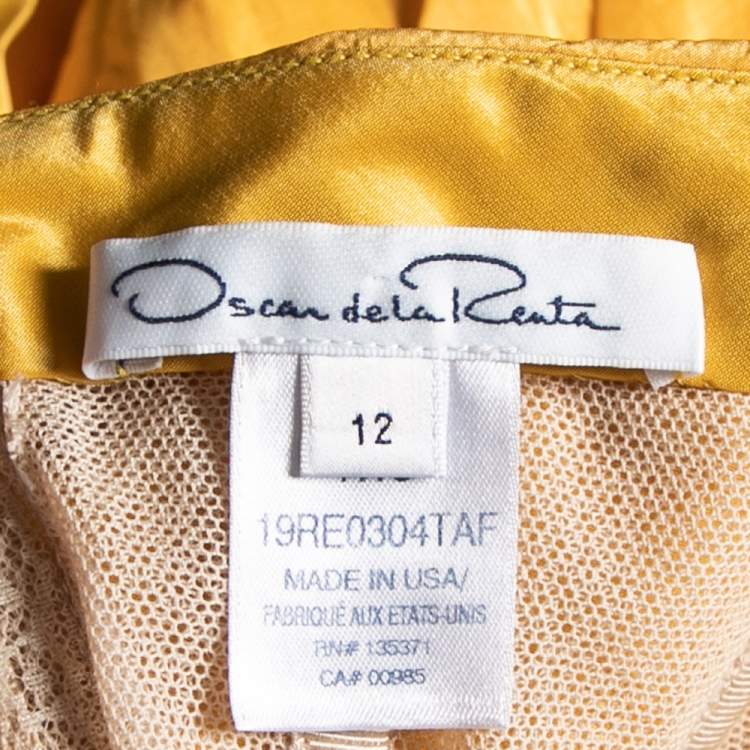 Oscar de la Renta
12
19RE0304TAF
MADE IN USA/
FABRIQUÉ AUX ETATS-UNIS
RN# 135371
CA# 00985